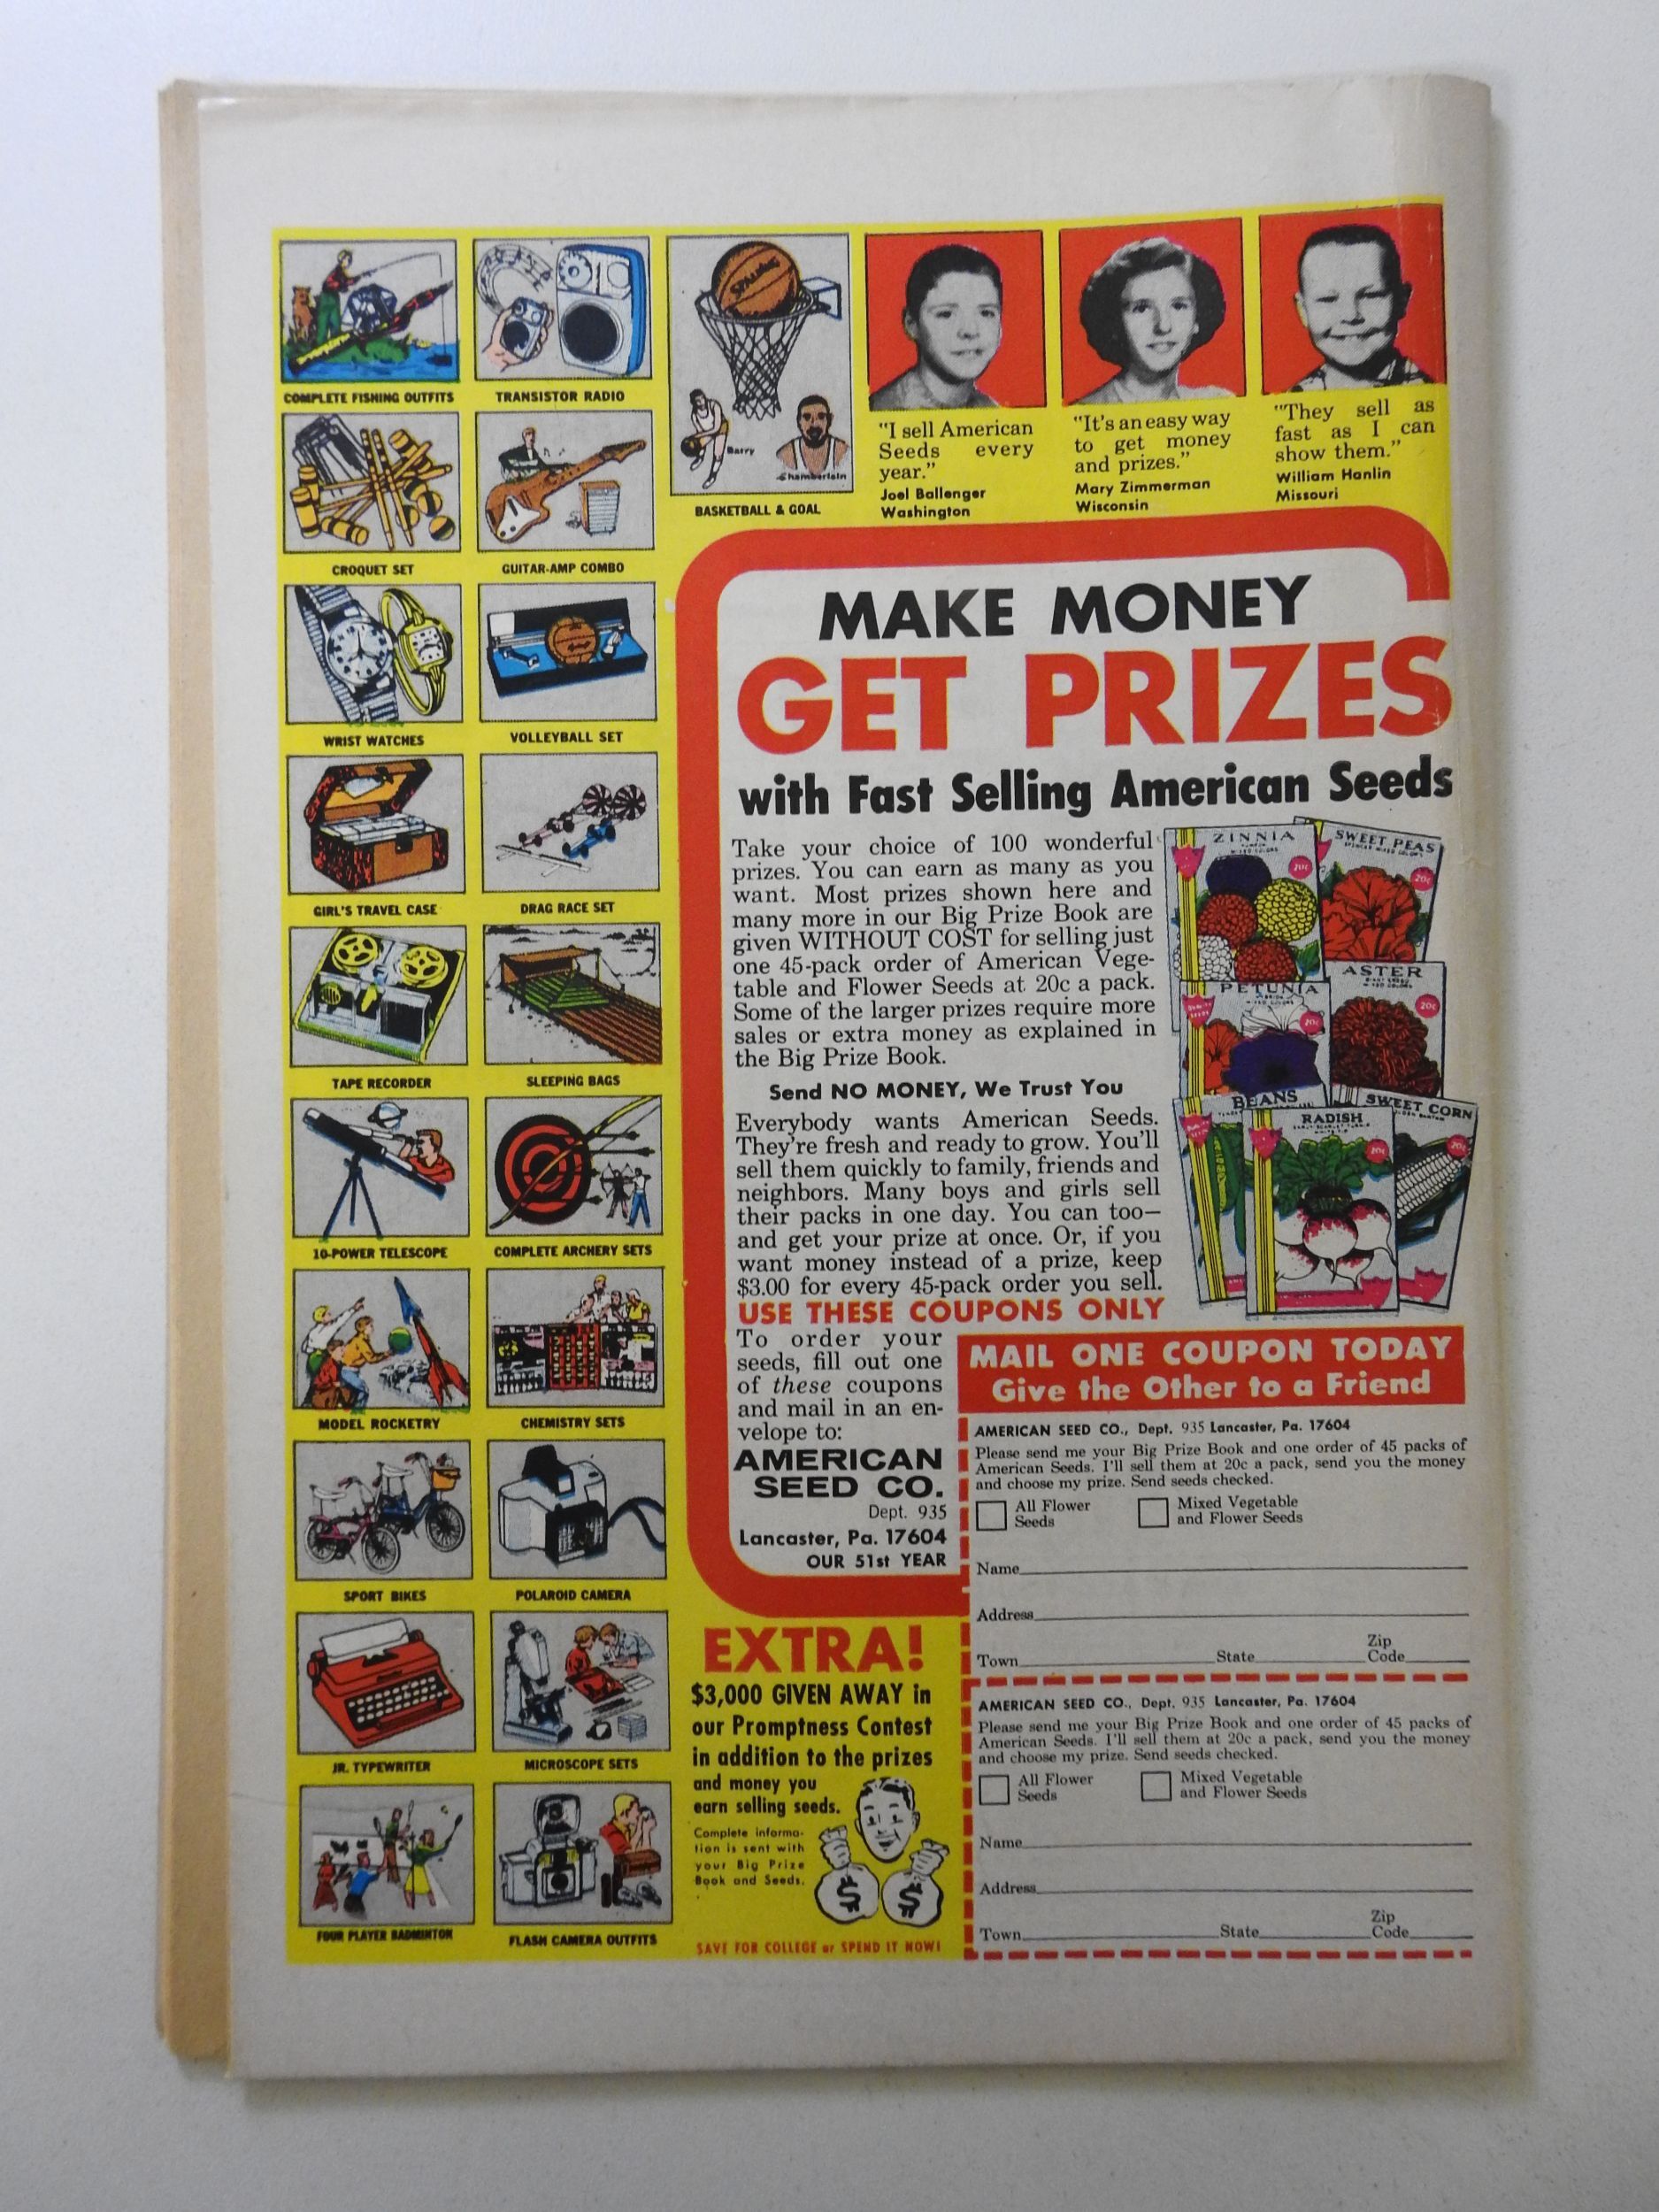 COMPLETE FISHING OUTFITS
TRANSISTOR RADIO
SPALDING
Barry
Chamberlain
BASKETBALL & GOAL
"I sell American
Seeds every
year."
Joel Ballenger
Washington
"It's an easy way
to get money
and prizes."
Mary Zimmerman
Wisconsin
"They sell as
fast as I can
show them."
William Hanlin
Missouri
CROQUET SET
GUITAR-AMP COMBO
WRIST WATCHES
VOLLEYBALL SET
GIRL'S TRAVEL CASE
DRAG RACE SET
TAPE RECORDER
SLEEPING BAGS
10-POWER TELESCOPE
COMPLETE ARCHERY SETS
MODEL ROCKETRY
CHEMISTRY SETS
SPORT BIKES
POLAROID CAMERA
JR. TYPEWRITER
MICROSCOPE SETS
FOUR PLAYER BADMINTON
FLASH CAMERA OUTFITS
MAKE MONEY
GET PRIZES
with Fast Selling American Seeds
Take your choice of 100 wonderful
prizes. You can earn as many as you
want. Most prizes shown here and
many more in our Big Prize Book are
given WITHOUT COST for selling just
one 45-pack order of American Vege-
table and Flower Seeds at 20c a pack.
Some of the larger prizes require more
sales or extra money as explained in
the Big Prize Book.
Send NO MONEY, We Trust You
Everybody wants American Seeds.
They're fresh and ready to grow. You'll
sell them quickly to family, friends and
neighbors. Many boys and girls sell
their packs in one day. You can too—
and get your prize at once. Or, if you
want money instead of a prize, keep
$3.00 for every 45-pack order you sell.
USE THESE COUPONS ONLY
To order your
seeds, fill out one
of these coupons
and mail in an en-
velope to:
AMERICAN
SEED CO.
Dept. 935
Lancaster, Pa. 17604
OUR 51st YEAR
ZINNIA
MIXED COLORS
20c
SWEET PEAS
20c
PETUNIA
20c
ASTER
MIXED COLORS
20c
BEANS
RADISH
20c
SWEET CORN
20c
MAIL ONE COUPON TODAY
Give the Other to a Friend
AMERICAN SEED CO., Dept. 935 Lancaster, Pa. 17604
Please send me your Big Prize Book and one order of 45 packs of
American Seeds. I'll sell them at 20c a pack, send you the money
and choose my prize. Send seeds checked.
All Flower
Seeds
Mixed Vegetable
and Flower Seeds
Name
Address
Town State Zip
Code
AMERICAN SEED CO., Dept. 935 Lancaster, Pa. 17604
Please send me your Big Prize Book and one order of 45 packs of
American Seeds. I'll sell them at 20c a pack, send you the money
and choose my prize. Send seeds checked.
All Flower
Seeds
Mixed Vegetable
and Flower Seeds
Name
Address
Town State Zip
Code
EXTRA!
$3,000 GIVEN AWAY in
our Promptness Contest
in addition to the prizes
and money you
earn selling seeds.
Complete informa-
tion is sent with
your Big Prize
Book and Seeds.
$ $
SAVE FOR COLLEGE or SPEND IT NOW!